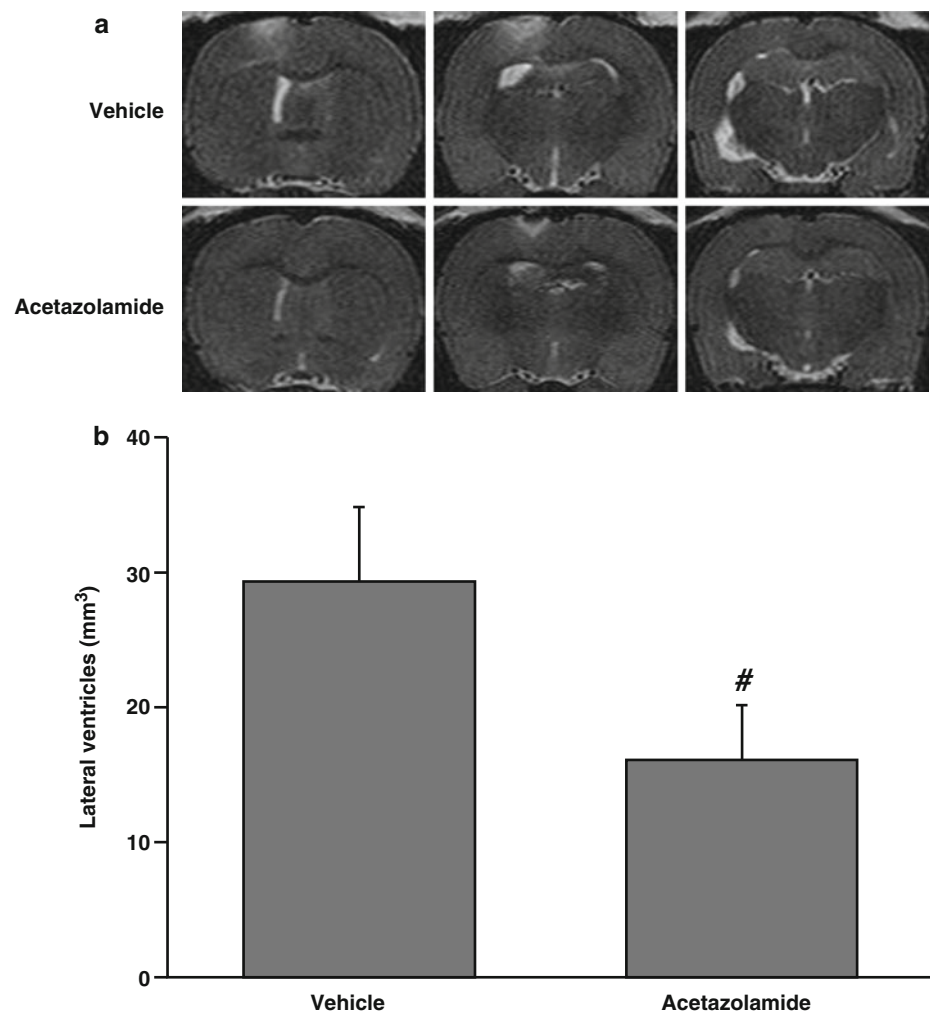 a
Vehicle
Acetazolamide
b
40
30
20
10
0
Lateral ventricles (mm³)
#
Vehicle
Acetazolamide